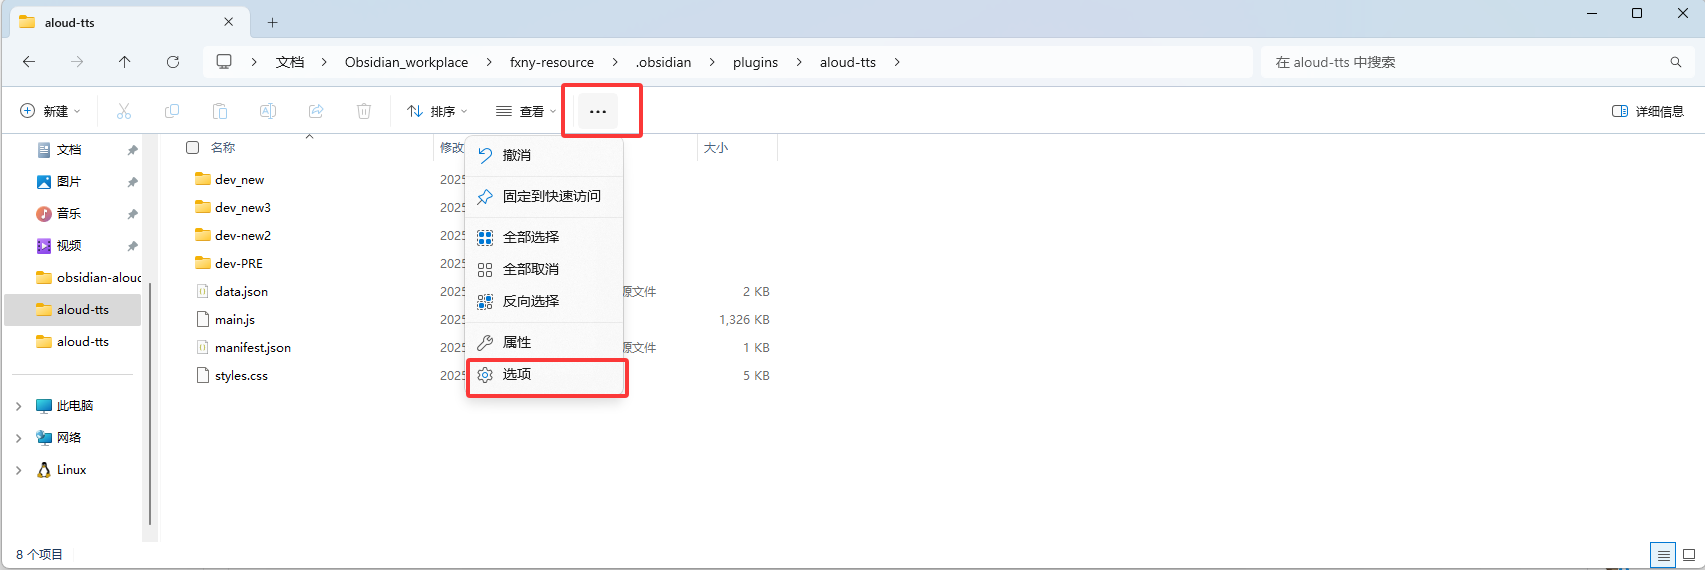 aloud-tts
文档 Obsidian_workplace fxny-resource .obsidian plugins aloud-tts
在 aloud-tts 中搜索
新建 排序 查看 ... 详细信息
文档
图片
音乐
视频
obsidian-alouc
aloud-tts
aloud-tts
此电脑
网络
Linux
名称 修改 大小
dev_new 2025
dev_new3 2025
dev-new2 2025
dev-PRE 2025
data.json 2025 源文件 2 KB
main.js 2025 1,326 KB
manifest.json 2025 源文件 1 KB
styles.css 2025 5 KB
撤消
固定到快速访问
全部选择
全部取消
反向选择
属性
选项
8 个项目